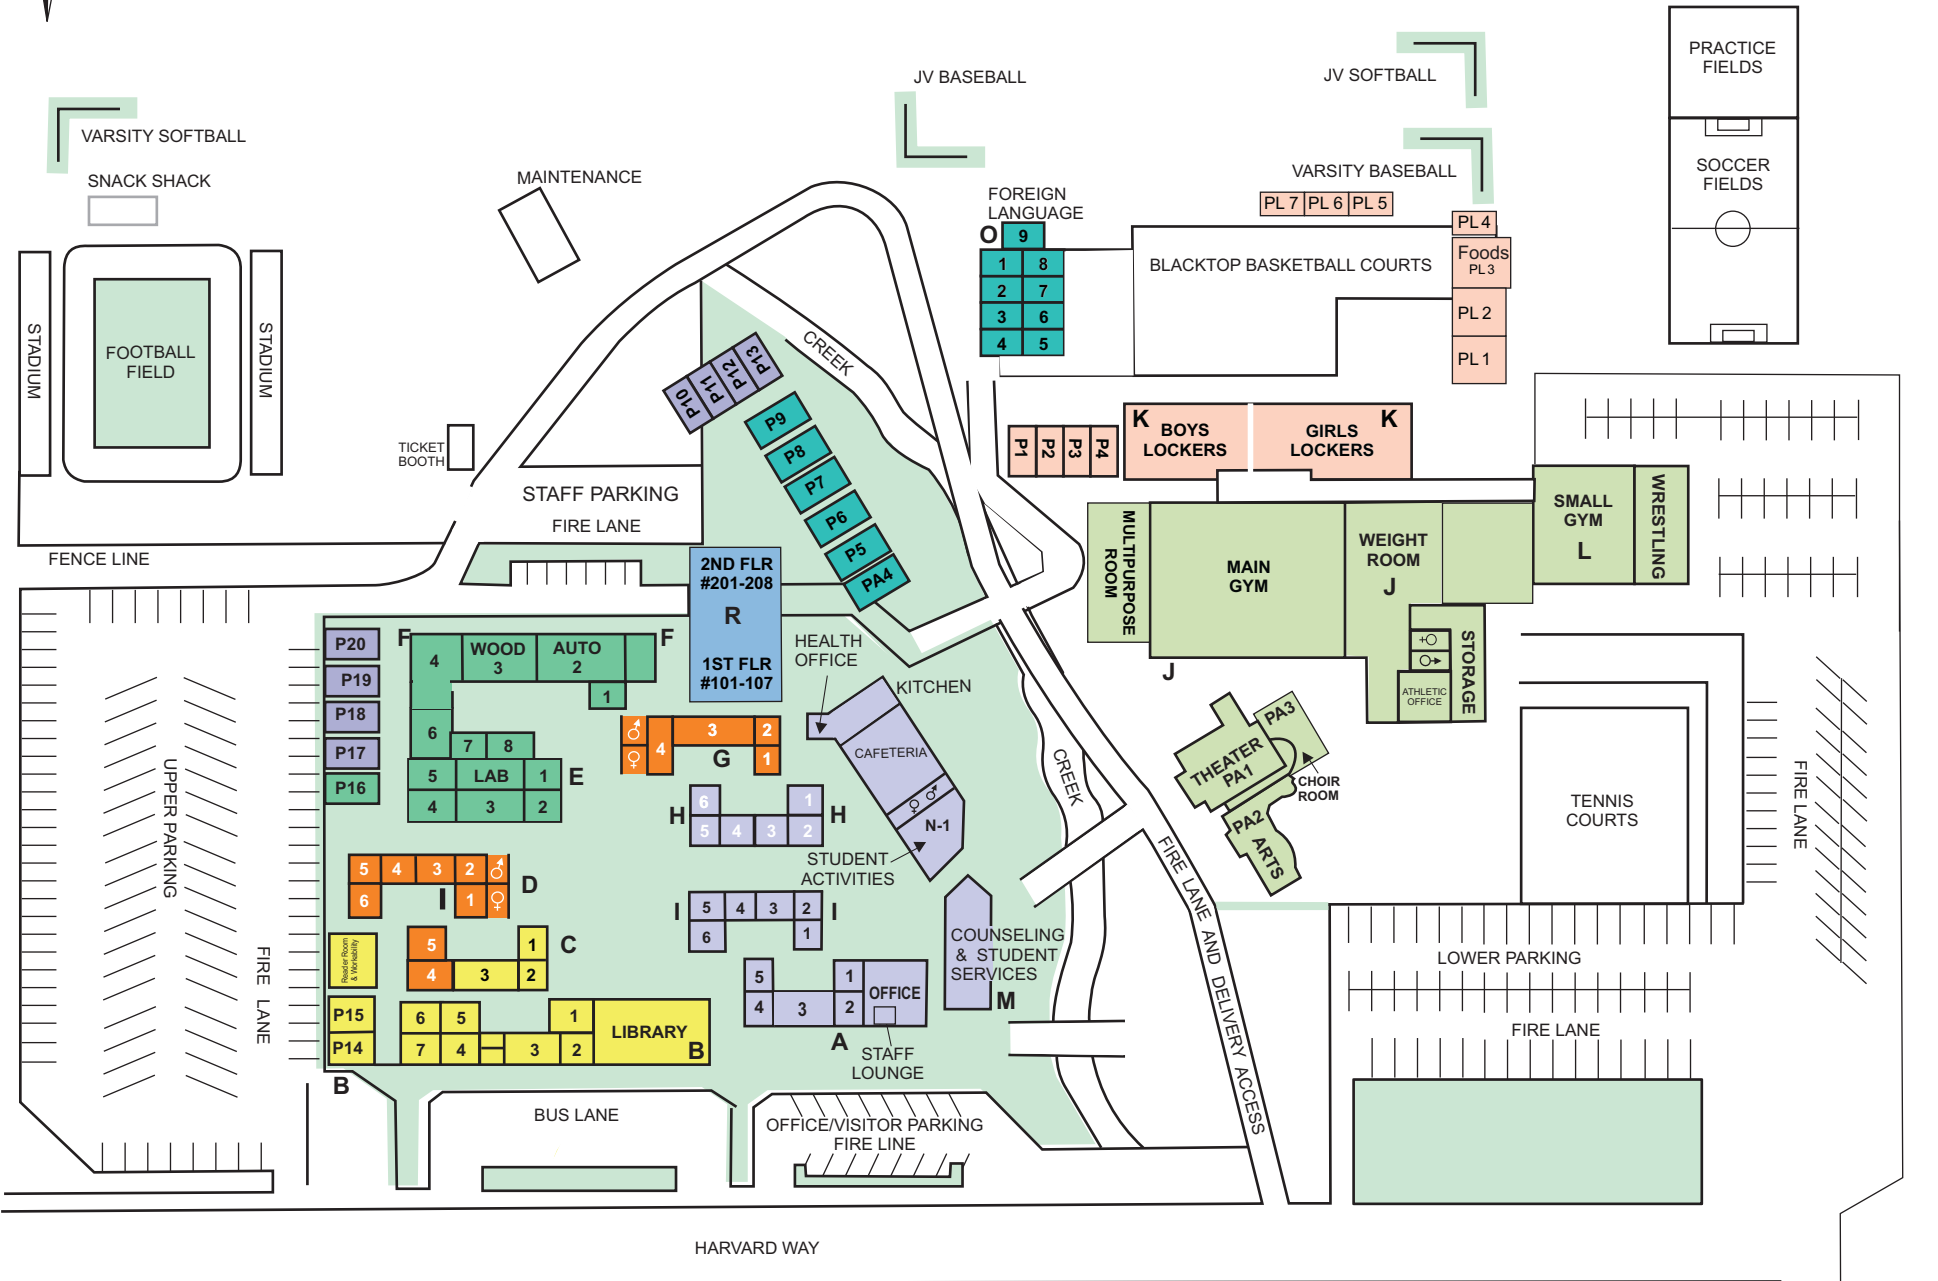 PRACTICE
FIELDS
JV BASEBALL
JV SOFTBALL
VARSITY SOFTBALL
SNACK SHACK
MAINTENANCE
VARSITY BASEBALL
SOCCER
FIELDS
FOREIGN
LANGUAGE
PL 7
PL 6
PL 5
PL 4
Foods
PL 3
PL 2
PL 1
O
9
1
8
2
7
3
6
4
5
BLACKTOP BASKETBALL COURTS
STADIUM
FOOTBALL
FIELD
STADIUM
CREEK
P10
P11
P12
P13
P9
P8
P7
P6
P5
PA4
TICKET
BOOTH
STAFF PARKING
FIRE LANE
FENCE LINE
P1
P2
P3
P4
K
BOYS
LOCKERS
GIRLS
LOCKERS
K
MULTIPURPOSE
ROOM
MAIN
GYM
WEIGHT
ROOM
J
SMALL
GYM
L
WRESTLING
STORAGE
ATHLETIC
OFFICE
J
2ND FLR
#201-208
R
1ST FLR
#101-107
P20
P19
P18
P17
P16
F
4
WOOD
3
AUTO
2
F
1
6
7
8
5
LAB
1
E
4
3
2
HEALTH
OFFICE
KITCHEN
CAFETERIA
N-1
STUDENT
ACTIVITIES
4
3
2
G
1
6
1
H
H
5
4
3
2
CREEK
THEATER
PA1
PA3
CHOIR
ROOM
PA2
ARTS
TENNIS
COURTS
FIRE LANE
UPPER PARKING
5
4
3
2
D
6
I
1
I
5
4
3
2
I
6
1
5
1
C
4
3
2
Reader Room
& Workability
P15
P14
B
6
5
1
LIBRARY
B
7
4
3
2
5
1
OFFICE
4
3
2
A
STAFF
LOUNGE
COUNSELING
& STUDENT
SERVICES
M
FIRE LANE
FIRE LANE AND DELIVERY ACCESS
LOWER PARKING
FIRE LANE
BUS LANE
OFFICE/VISITOR PARKING
FIRE LINE
HARVARD WAY